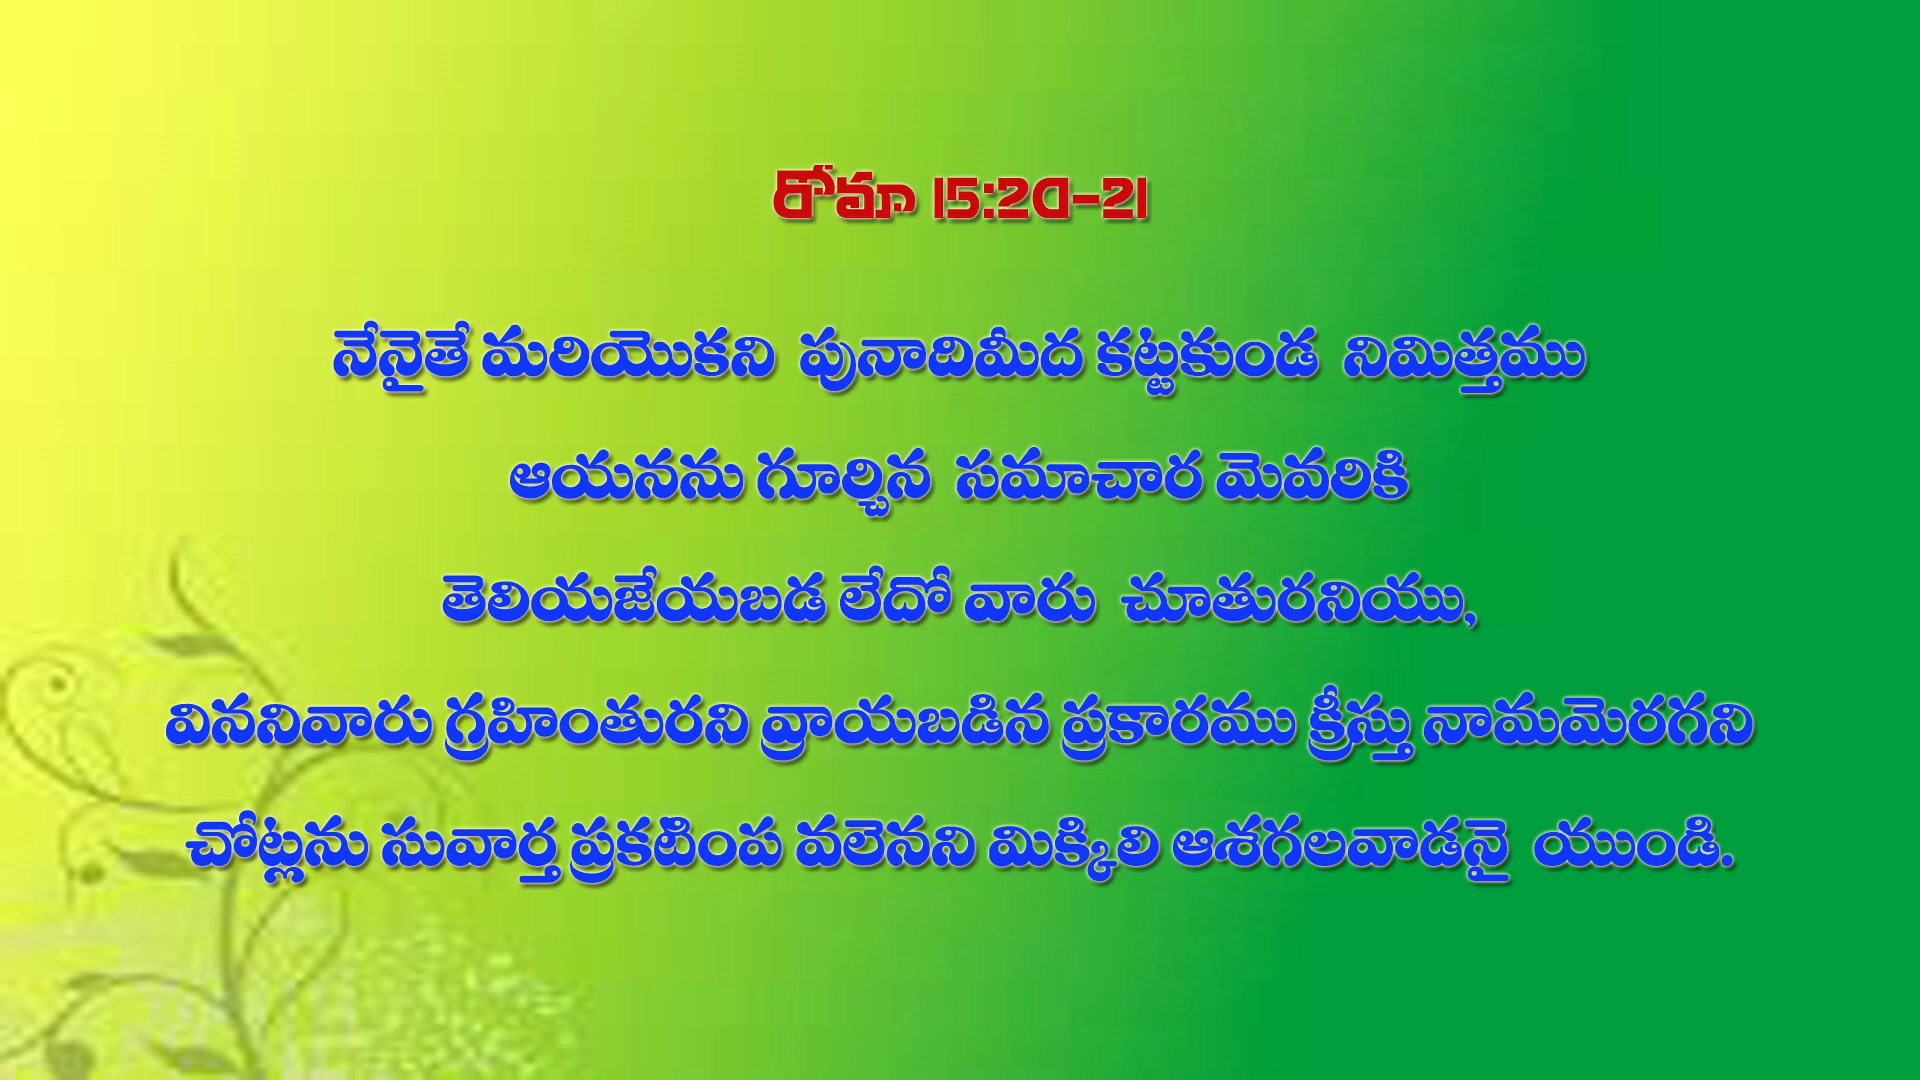 రోమా 15:20-21
నేనైతే మరియొకని పునాదిమీద కట్టకుండ నిమిత్తము
ఆయనను గూర్చిన సమాచార మెవరికి
తెలియజేయబడ లేదో వారు చూతురనియు,
విననివారు గ్రహింతురని వ్రాయబడిన ప్రకారము క్రీస్తు నామమెరగని
చోట్లను సువార్త ప్రకటింప వలెనని మిక్కిలి ఆశగలవాడనై యుండి.